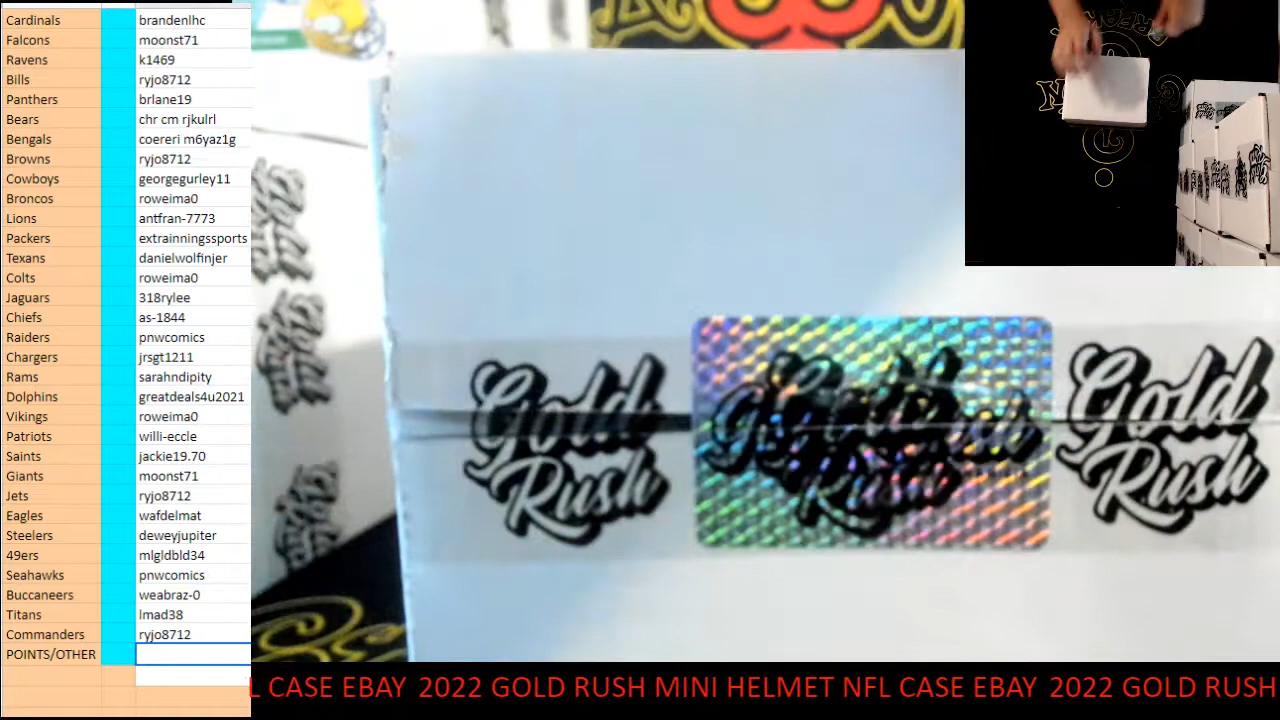 Cardinals brandenlhc
Falcons moonst71
Ravens k1469
Bills ryjo8712
Panthers brlane19
Bears chr cm rjkulrl
Bengals coereri m6yaz1g
Browns ryjo8712
Cowboys georgegurley11
Broncos roweima0
Lions antfran-7773
Packers extrainningssports
Texans danielwolfinjer
Colts roweima0
Jaguars 318rylee
Chiefs as-1844
Raiders pnwcomics
Chargers jrsgt1211
Rams sarahndipity
Dolphins greatdeals4u2021
Vikings roweima0
Patriots willi-eccle
Saints jackie19.70
Giants moonst71
Jets ryjo8712
Eagles wafdelmat
Steelers deweyjupiter
49ers mlgldbld34
Seahawks pnwcomics
Buccaneers weabraz-0
Titans lmad38
Commanders ryjo8712
POINTS/OTHER
Gold Rush
Gold Rush
L CASE EBAY 2022 GOLD RUSH MINI HELMET NFL CASE EBAY 2022 GOLD RUSH